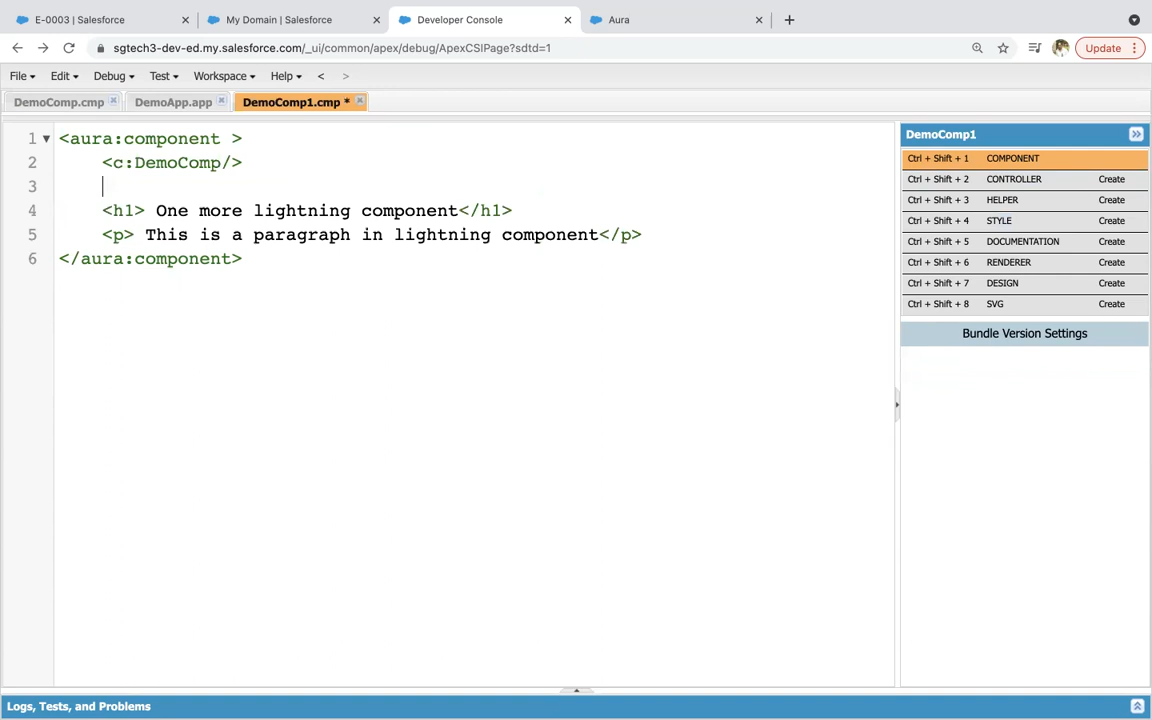 E-0003 | Salesforce
My Domain | Salesforce
Developer Console
Aura
sgtech3-dev-ed.my.salesforce.com/_ui/common/apex/debug/ApexCSIPage?sdtd=1
Update
File Edit Debug Test Workspace Help < >
DemoComp.cmp DemoApp.app DemoComp1.cmp *
1 <aura:component >
2 <c:DemoComp/>
3
4 <h1> One more lightning component</h1>
5 <p> This is a paragraph in lightning component</p>
6 </aura:component>
DemoComp1
Ctrl + Shift + 1 COMPONENT
Ctrl + Shift + 2 CONTROLLER Create
Ctrl + Shift + 3 HELPER Create
Ctrl + Shift + 4 STYLE Create
Ctrl + Shift + 5 DOCUMENTATION Create
Ctrl + Shift + 6 RENDERER Create
Ctrl + Shift + 7 DESIGN Create
Ctrl + Shift + 8 SVG Create
Bundle Version Settings
Logs, Tests, and Problems